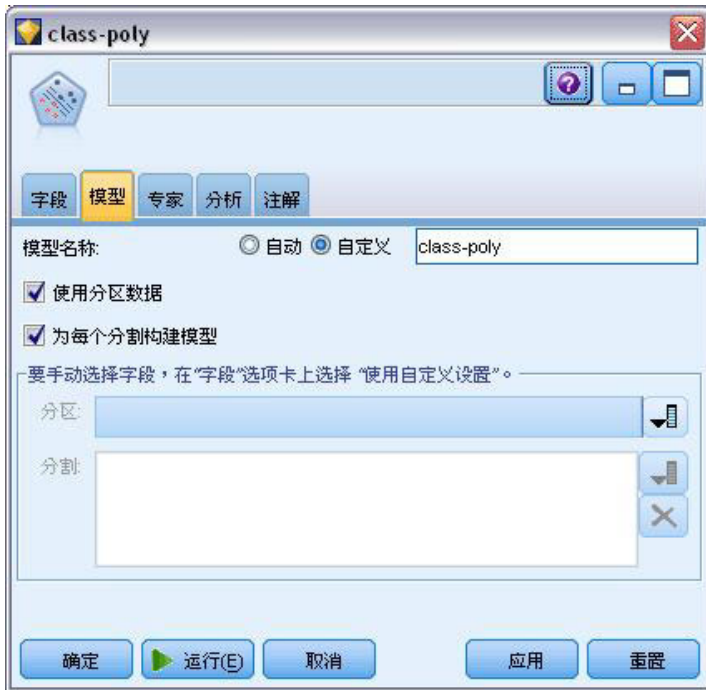 class-poly
字段 模型 专家 分析 注解
模型名称: 自动 自定义 class-poly
使用分区数据
为每个分割构建模型
要手动选择字段，在“字段”选项卡上选择 “使用自定义设置”。
分区:
分割:
确定 运行(E) 取消 应用 重置